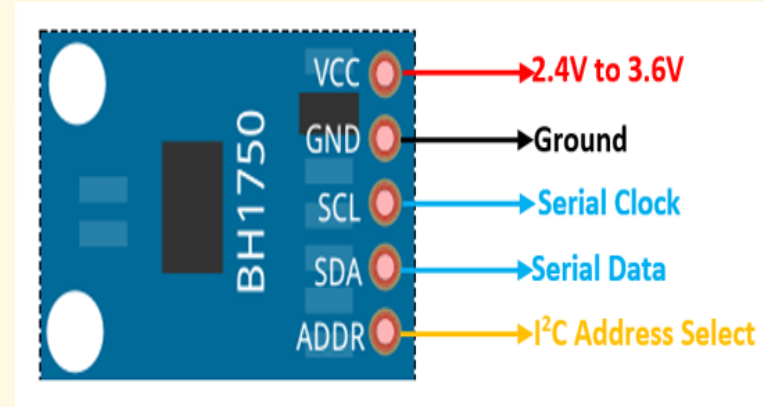 VCC 2.4V to 3.6V
GND Ground
SCL Serial Clock
SDA Serial Data
ADDR I²C Address Select
BH1750